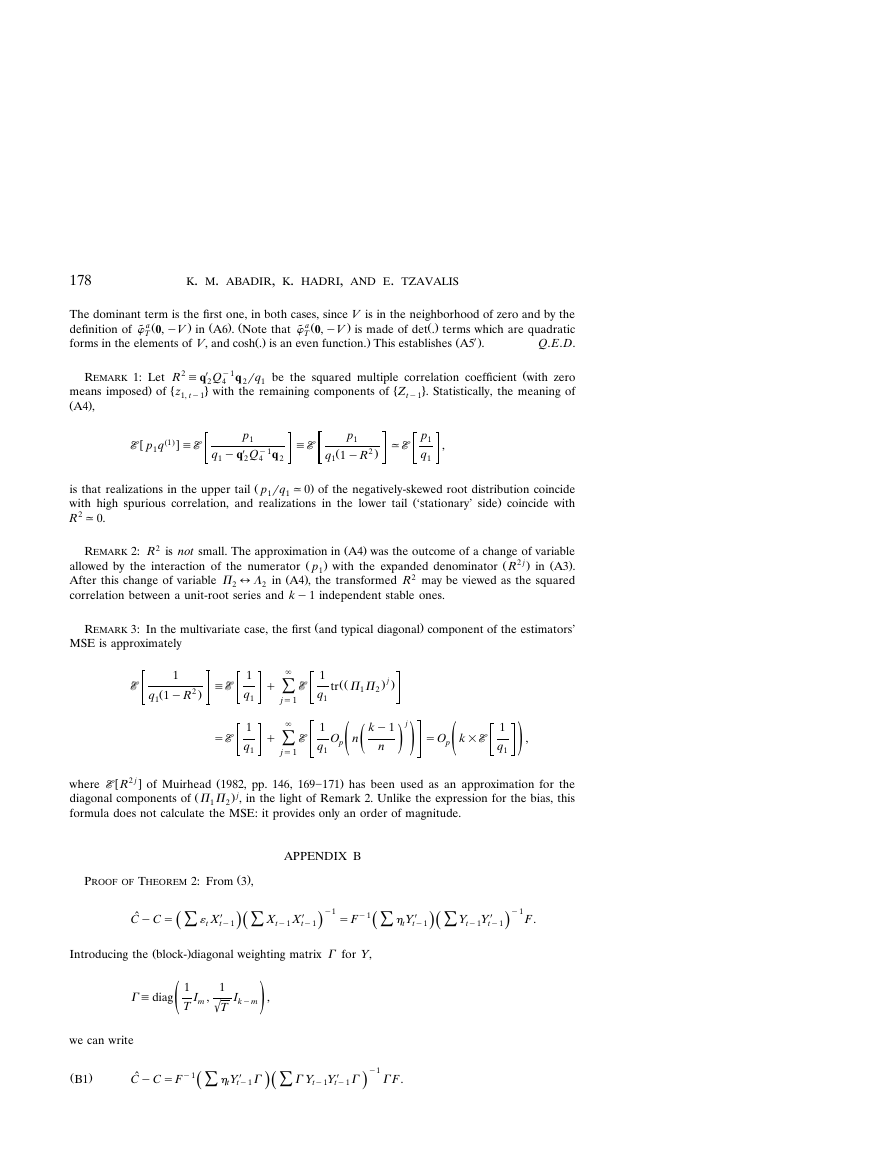 178 K. M. ABADIR, K. HADRI, AND E. TZAVALIS
The dominant term is the first one, in both cases, since V is in the neighborhood of zero and by the
definition of φ̃ᵃ_T(0, −V) in (A6). (Note that φ̃ᵃ_T(0, −V) is made of det(.) terms which are quadratic
forms in the elements of V, and cosh(.) is an even function.) This establishes (A5′). Q.E.D.
REMARK 1: Let R² ≡ q′₂Q₄⁻¹q₂/q₁ be the squared multiple correlation coefficient (with zero
means imposed) of {z₁,ₜ₋₁} with the remaining components of {Zₜ₋₁}. Statistically, the meaning of
(A4),
ℰ[p₁q⁽¹⁾] ≡ ℰ[p₁/(q₁ − q′₂Q₄⁻¹q₂)] ≡ ℰ[p₁/(q₁(1 − R²))] ≃ ℰ[p₁/q₁],
is that realizations in the upper tail (p₁/q₁ ≃ 0) of the negatively-skewed root distribution coincide
with high spurious correlation, and realizations in the lower tail (‘stationary’ side) coincide with
R² ≃ 0.
REMARK 2: R² is not small. The approximation in (A4) was the outcome of a change of variable
allowed by the interaction of the numerator (p₁) with the expanded denominator (R²ʲ) in (A3).
After this change of variable Π₂ ↔ Λ₂ in (A4), the transformed R² may be viewed as the squared
correlation between a unit-root series and k − 1 independent stable ones.
REMARK 3: In the multivariate case, the first (and typical diagonal) component of the estimators’
MSE is approximately
ℰ[1/(q₁(1 − R²))] ≡ ℰ[1/q₁] + ∑_{j=1}^{∞} ℰ[(1/q₁) tr((Π₁Π₂)ʲ)]
= ℰ[1/q₁] + ∑_{j=1}^{∞} ℰ[(1/q₁) O_p(n((k − 1)/n)ʲ)] = O_p(k × ℰ[1/q₁]),
where ℰ[R²ʲ] of Muirhead (1982, pp. 146, 169–171) has been used as an approximation for the
diagonal components of (Π₁Π₂)ʲ, in the light of Remark 2. Unlike the expression for the bias, this
formula does not calculate the MSE: it provides only an order of magnitude.
APPENDIX B
PROOF OF THEOREM 2: From (3),
Ĉ − C = (∑ εₜX′ₜ₋₁)(∑ Xₜ₋₁X′ₜ₋₁)⁻¹ = F⁻¹(∑ ηₜY′ₜ₋₁)(∑ Yₜ₋₁Y′ₜ₋₁)⁻¹F.
Introducing the (block-)diagonal weighting matrix Γ for Y,
Γ ≡ diag((1/T)I_m, (1/√T)I_{k−m}),
we can write
(B1) Ĉ − C = F⁻¹(∑ ηₜY′ₜ₋₁Γ)(∑ ΓYₜ₋₁Y′ₜ₋₁Γ)⁻¹ΓF.